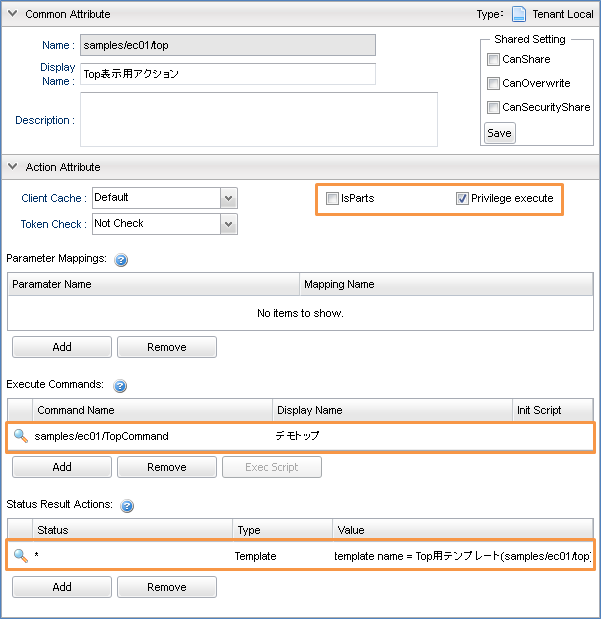 Common Attribute Type: Tenant Local
Name : samples/ec01/top
Display Name : Top表示用アクション
Description :
Shared Setting
CanShare
CanOverwrite
CanSecurityShare
Save
Action Attribute
Client Cache : Default IsParts Privilege execute
Token Check : Not Check
Parameter Mappings: ?
Paramater Name Mapping Name
No items to show.
Add Remove
Execute Commands: ?
Command Name Display Name Init Script
samples/ec01/TopCommand デモトップ
Add Remove Exec Script
Status Result Actions: ?
Status Type Value
* Template template name = Top用テンプレート(samples/ec01/top)
Add Remove